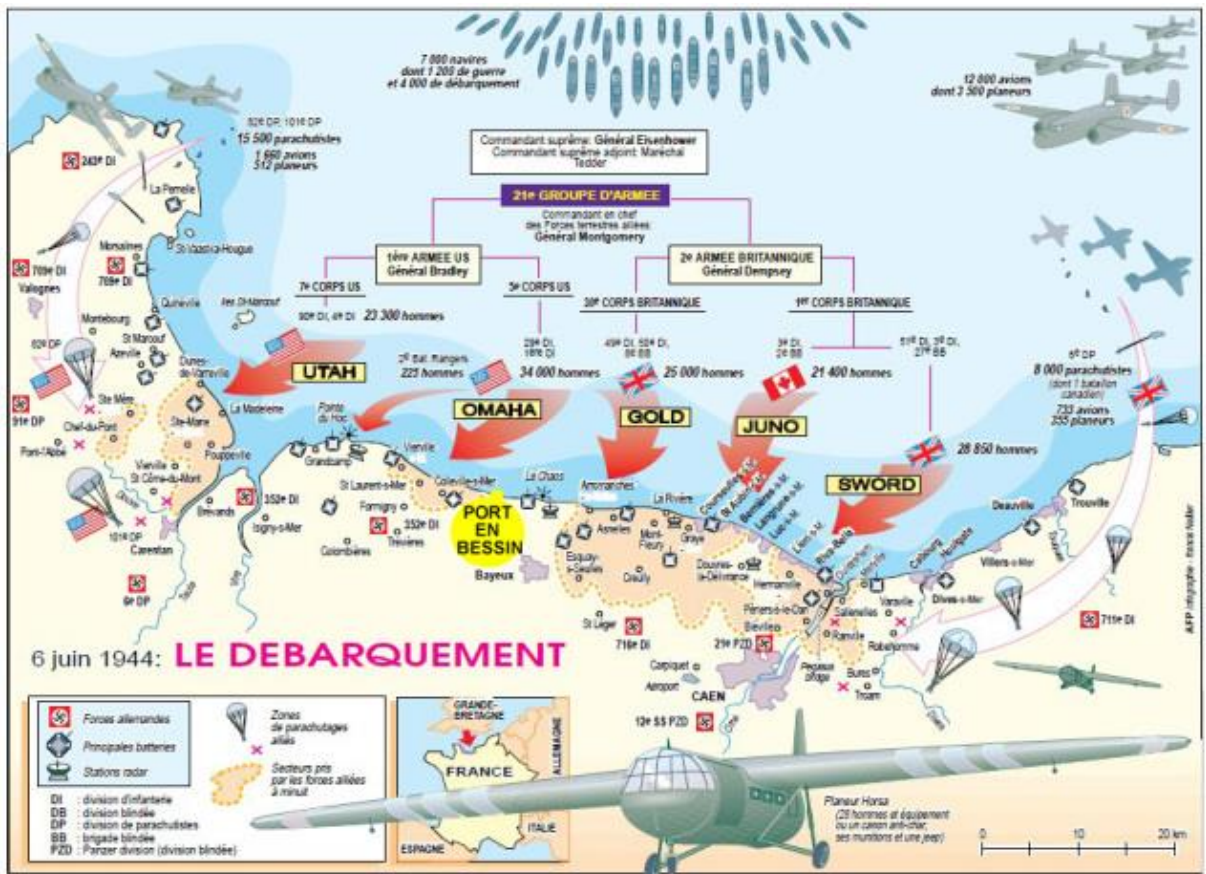 7 000 navires
dont 1 200 de guerre
et 4 000 de débarquement
12 000 avions
dont 3 500 planeurs
82e DP, 101e DP
15 500 parachutistes
1 660 avions
512 planeurs
Commandant suprême: Général Eisenhower
Commandant suprême adjoint: Maréchal
Tedder
21e GROUPE D'ARMEE
Commandant en chef
des Forces terrestres alliées:
Général Montgomery
1ère ARMEE US
Général Bradley
2e ARMEE BRITANNIQUE
Général Dempsey
7e CORPS US
5e CORPS US
30e CORPS BRITANNIQUE
1er CORPS BRITANNIQUE
90e DI, 4e DI
23 300 hommes
2e Bat. Rangers
225 hommes
29e DI,
34 000 hommes
49e DI, 50e DI,
8e BB
25 000 hommes
3e DI,
2e BB
21 400 hommes
51e DI, 3e DI,
27e BB
28 850 hommes
6e DP
8 000 parachutistes
(dont 1 bataillon
canadien)
733 avions
355 planeurs
UTAH
OMAHA
GOLD
JUNO
SWORD
243e DI
La Pernelle
St Vaast-la-Hougue
Morsaines
709e DI
709e DI
Valognes
Quinéville
Iles St-Marcouf
Montebourg
St Marcouf
Azeville
82e DP
Dunes-
de-Varreville
91e DP
Ste Mère
Chef-du-Pont
Ste-Marie
La Madeleine
Pont-l'Abbé
Pouppeville
Vierville
St Côme-du-Mont
Douve
101e DP
Carentan
Brévands
352e DI
Isigny-s-Mer
6e DP
Taute
Vire
Pointe
du Hoc
Grandcamp
Vierville
St Laurent-s-Mer
Colleville-s-Mer
Formigny
352e DI
Trévières
Colombières
PORT
EN
BESSIN
Bayeux
Le Chaos
Arromanches
Asnelles
La Rivière
Mont-
Fleury
Graye
Esquay-
s-Seulles
Creully
St Léger
716e DI
Courseulles-s-M.
St Aubin-s-M.
Bernières-s-M.
Langrune-s-M.
Luc-s-M.
Lion-s-M.
Riva-Bella
Ouistreham
Merville
Douvres-
la-Délivrande
Hermanville
Périers-s-le-Dan
Biéville
21e PZD
Carpiquet
Aéroport
CAEN
12e SS PZD
Orne
Pegasus
bridge
Sallenelles
Ranville
Varaville
Robehomme
Bures
Troarn
Cabourg
Houlgate
Dives-s-Mer
Villers-s-Mer
Deauville
Trouville
Touques
711e DI
Dives
AFP infographie
6 juin 1944: LE DEBARQUEMENT
Forces allemandes
Principales batteries
Stations radar
DI : division d'infanterie
DB : division blindée
DP : division de parachutistes
BB : brigade blindée
PZD : Panzer division (division blindée)
Zones
de parachutages
alliés
Secteurs pris
par les forces alliées
à minuit
GRANDE-
BRETAGNE
FRANCE
ALLEMAGNE
ITALIE
ESPAGNE
Planeur Horsa
(28 hommes et équipement
ou un canon anti-char,
ses munitions et une jeep)
0 10 20 km